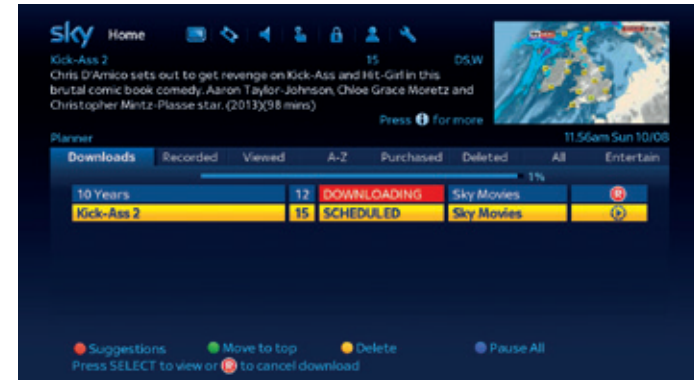 sky Home
Kick-Ass 2 15 DS,W
Chris D'Amico sets out to get revenge on Kick-Ass and Hit-Girl in this
brutal comic book comedy. Aaron Taylor-Johnson, Chloe Grace Moretz and
Christopher Mintz-Plasse star. (2013)(98 mins)
Press i for more
Planner 11.56am Sun 10/08
Downloads Recorded Viewed A-Z Purchased Deleted All Entertain
1%
10 Years 12 DOWNLOADING Sky Movies R
Kick-Ass 2 15 SCHEDULED Sky Movies
Suggestions Move to top Delete Pause All
Press SELECT to view or R to cancel download